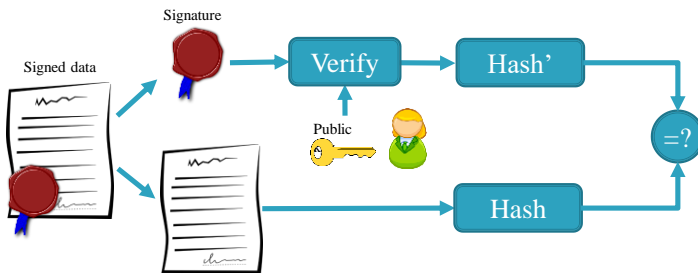 Signature
Signed data
Verify
Hash’
Public
=?
Hash